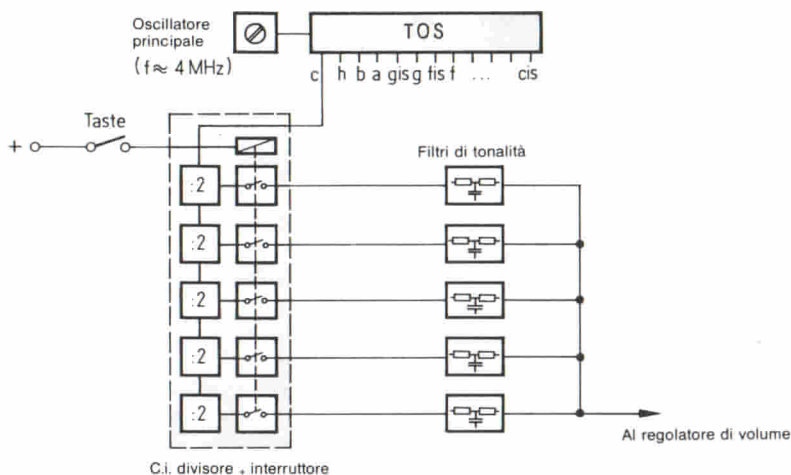 Oscillatore
principale
(f ≈ 4 MHz)
TOS
c h b a gis g fis f ... cis
Taste
+
Filtri di tonalità
:2
:2
:2
:2
:2
Al regolatore di volume
C.i. divisore + interruttore